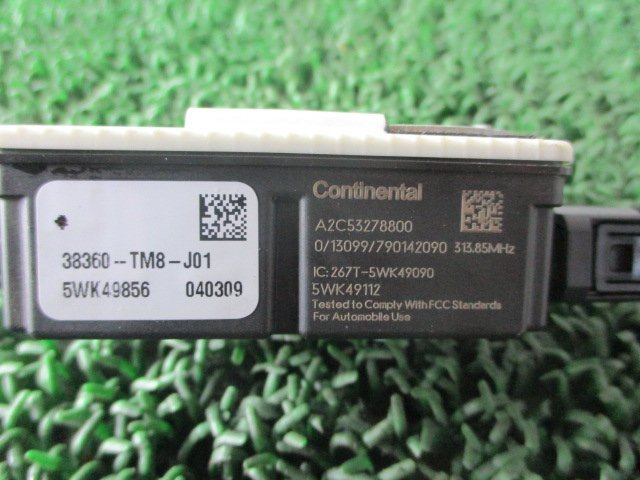 38360-TM8-J01
5WK49856 040309
Continental
A2C53278800
0/13099/790142090 313.85MHz
IC: 267T-5WK49090
5WK49112
Tested to Comply With FCC Standards
For Automobile Use